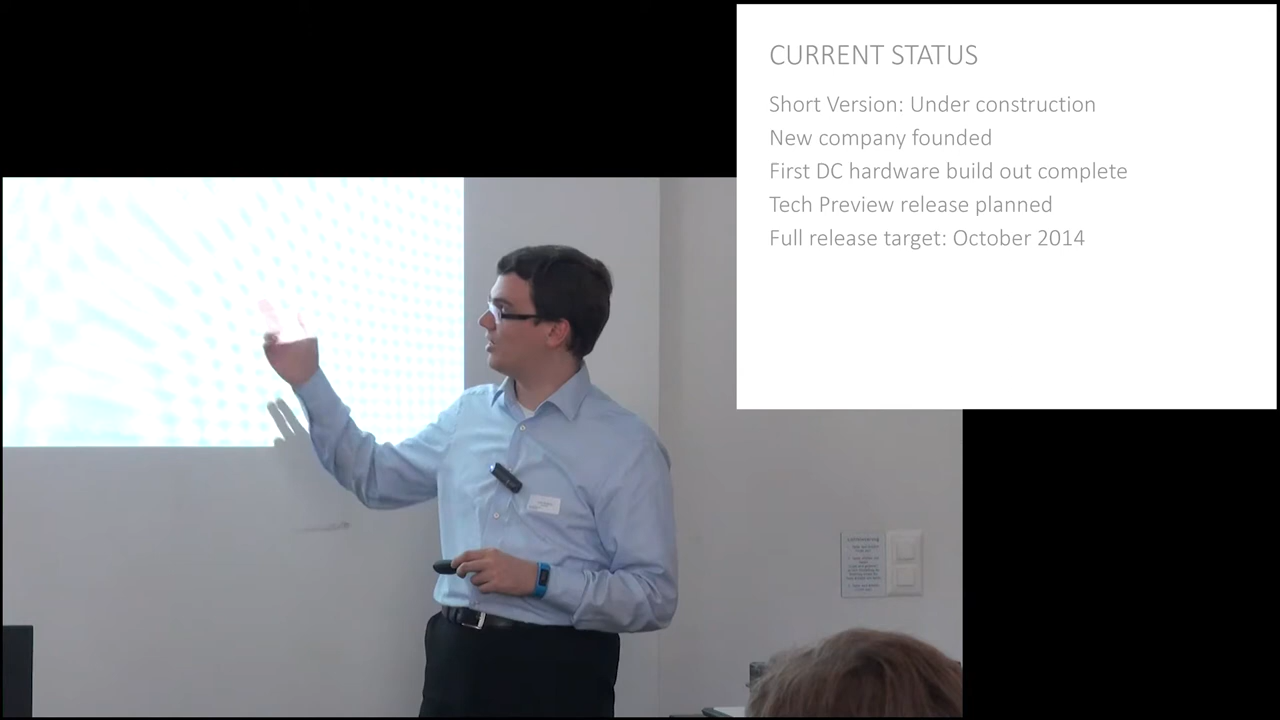 CURRENT STATUS
Short Version: Under construction
New company founded
First DC hardware build out complete
Tech Preview release planned
Full release target: October 2014